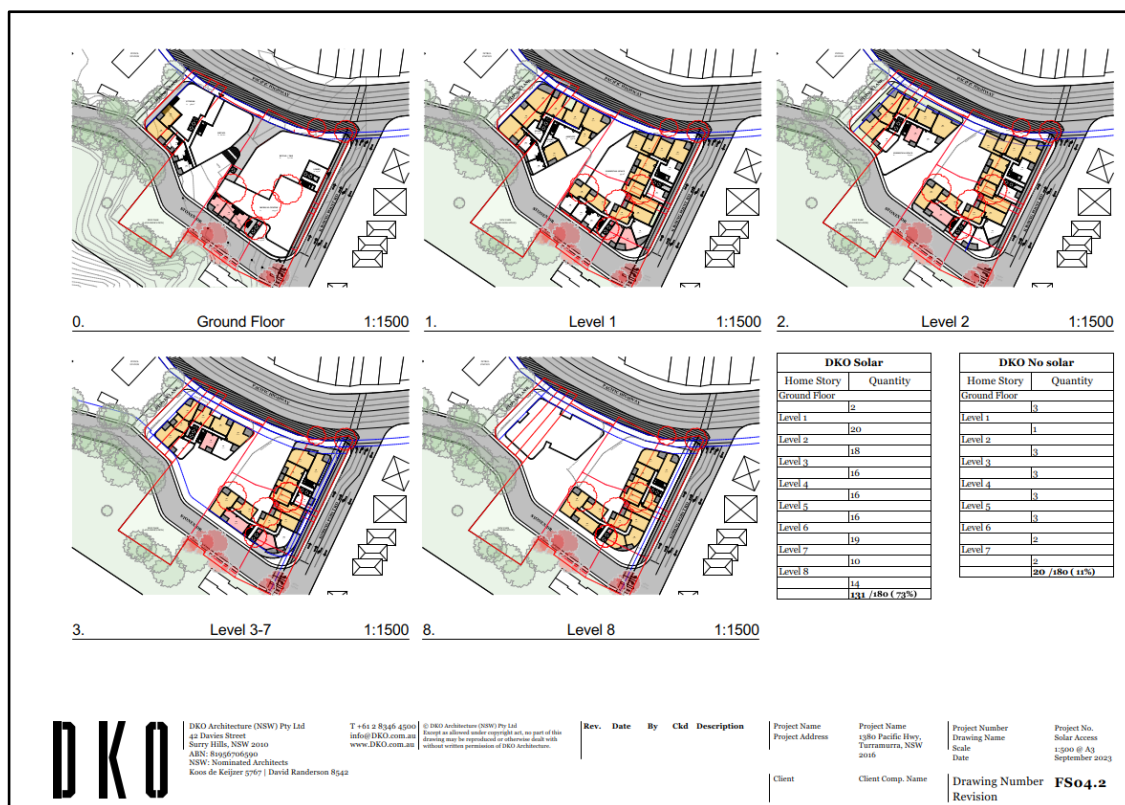 0. Ground Floor 1:1500
1. Level 1 1:1500
2. Level 2 1:1500
3. Level 3-7 1:1500
8. Level 8 1:1500
DKO Solar
Home Story Quantity
Ground Floor
2
Level 1
20
Level 2
18
Level 3
16
Level 4
16
Level 5
16
Level 6
19
Level 7
10
Level 8
14
131 /180 ( 73%)
DKO No solar
Home Story Quantity
Ground Floor
3
Level 1
1
Level 2
3
Level 3
3
Level 4
3
Level 5
3
Level 6
2
Level 7
2
20 /180 ( 11%)
DKO
DKO Architecture (NSW) Pty Ltd
42 Davies Street
Surry Hills, NSW 2010
ABN: 81956706590
NSW: Nominated Architects
Koos de Keijzer 5767 | David Randerson 8542
T +61 2 8346 4500
info@DKO.com.au
www.DKO.com.au
© DKO Architecture (NSW) Pty Ltd
Except as allowed under copyright act, no part of this
drawing may be reproduced or otherwise dealt with
without written permission of DKO Architecture.
Rev. Date By Ckd Description
Project Name Project Name
Project Address 1380 Pacific Hwy,
Turramurra, NSW
2016
Client Client Comp. Name
Project Number Project No.
Drawing Name Solar Access
Scale 1:500 @ A3
Date September 2023
Drawing Number FS04.2
Revision